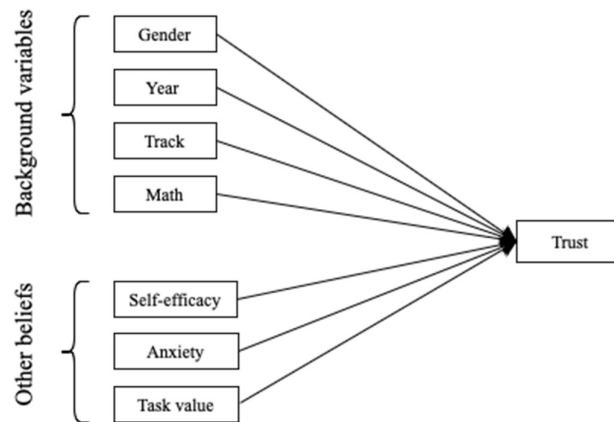 Background variables
Gender
Year
Track
Math
Trust
Other beliefs
Self-efficacy
Anxiety
Task value